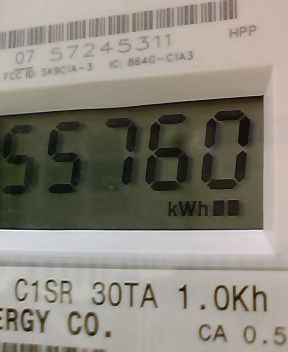 HPP
07 57245311
FCC ID: SK9C1A-3 IC: 864G-C1A3
55760
kWh
C1SR 30TA 1.0Kh
ERGY CO.
CA 0.5